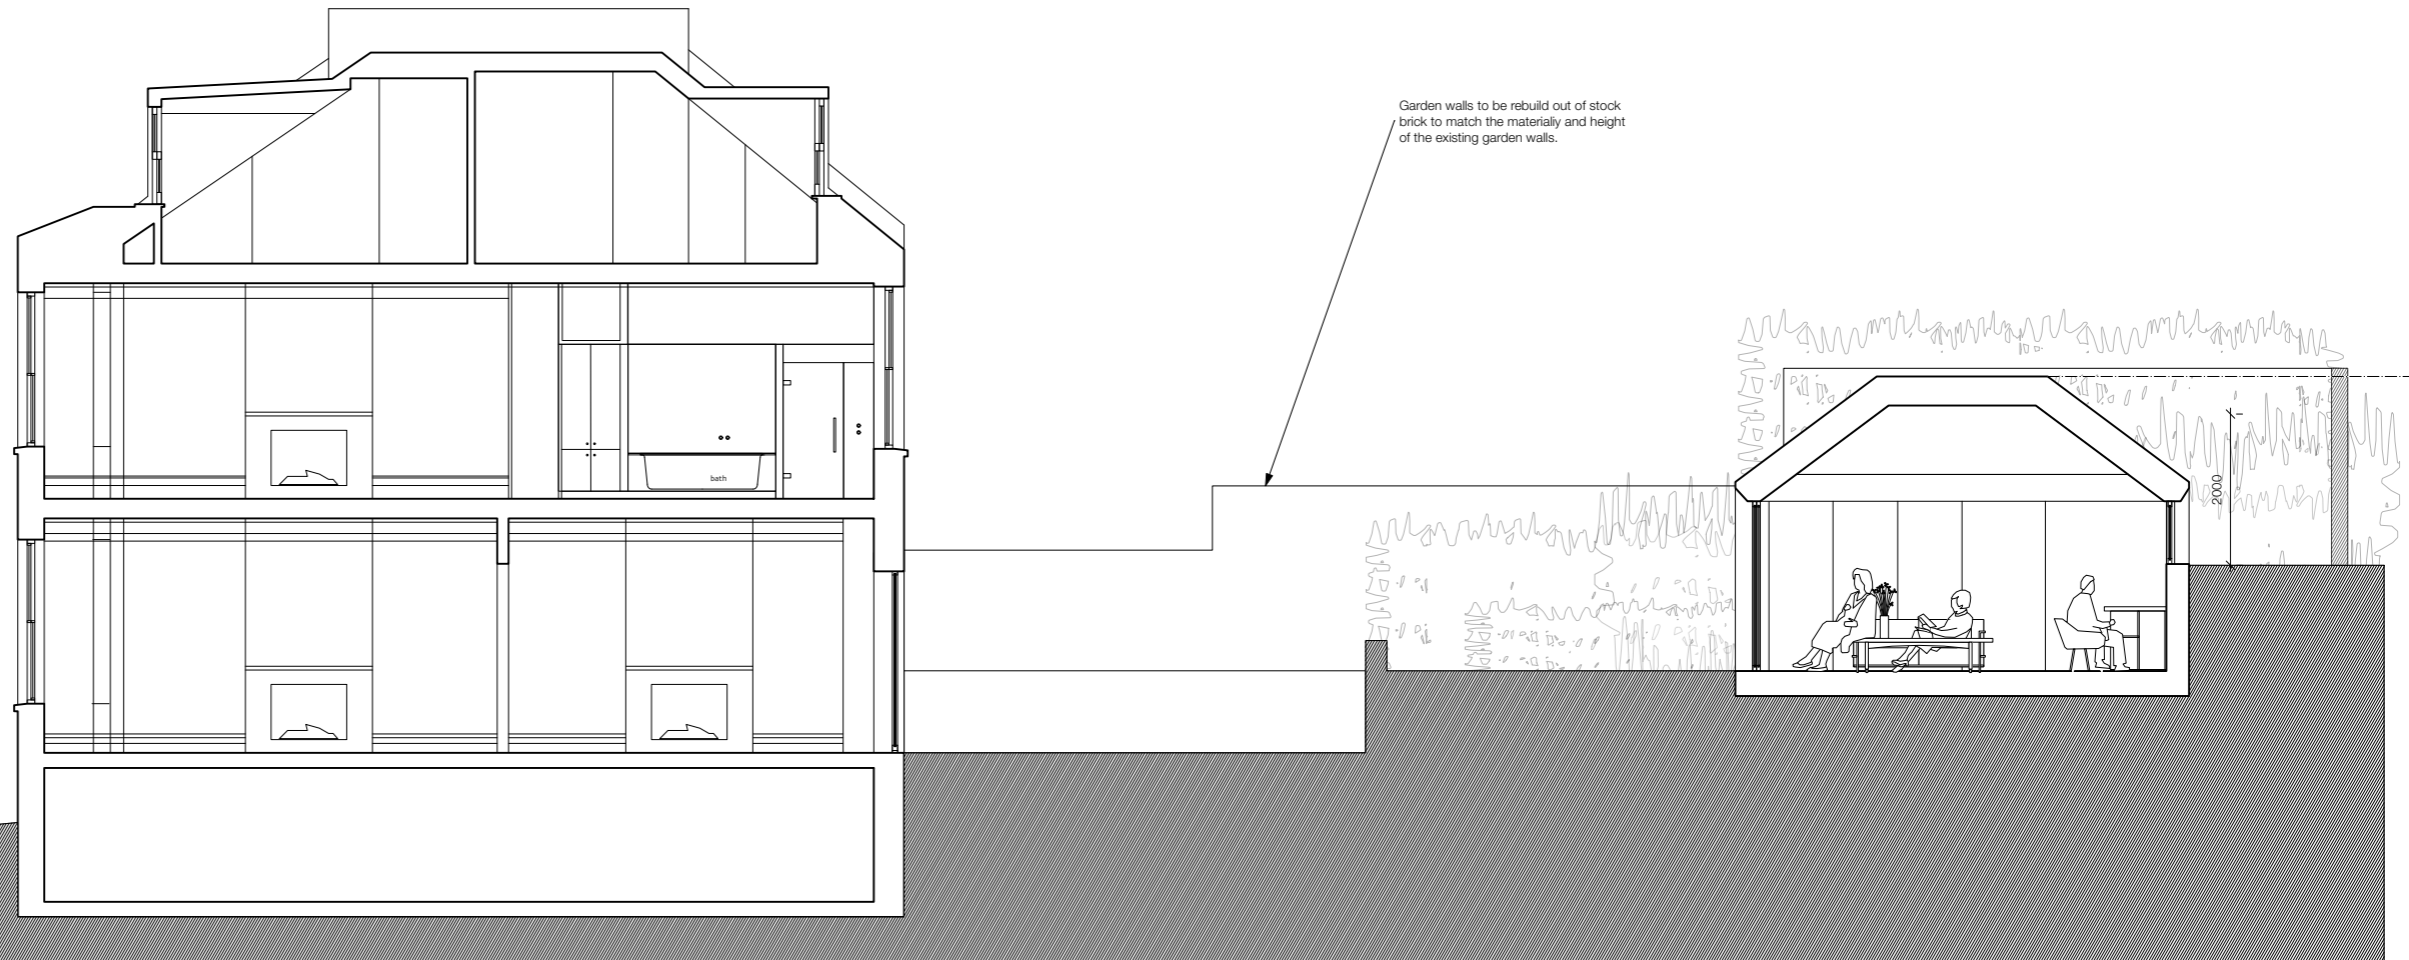 Garden walls to be rebuild out of stock
brick to match the materialiy and height
of the existing garden walls.
2000
bath